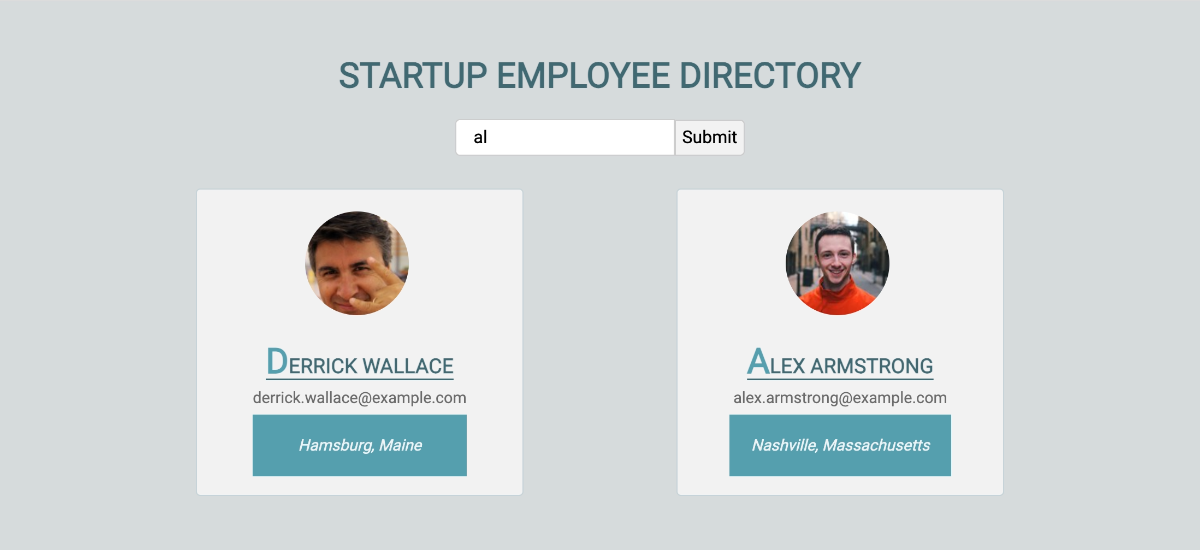 STARTUP EMPLOYEE DIRECTORY
al
Submit
DERRICK WALLACE
derrick.wallace@example.com
Hamsburg, Maine
ALEX ARMSTRONG
alex.armstrong@example.com
Nashville, Massachusetts